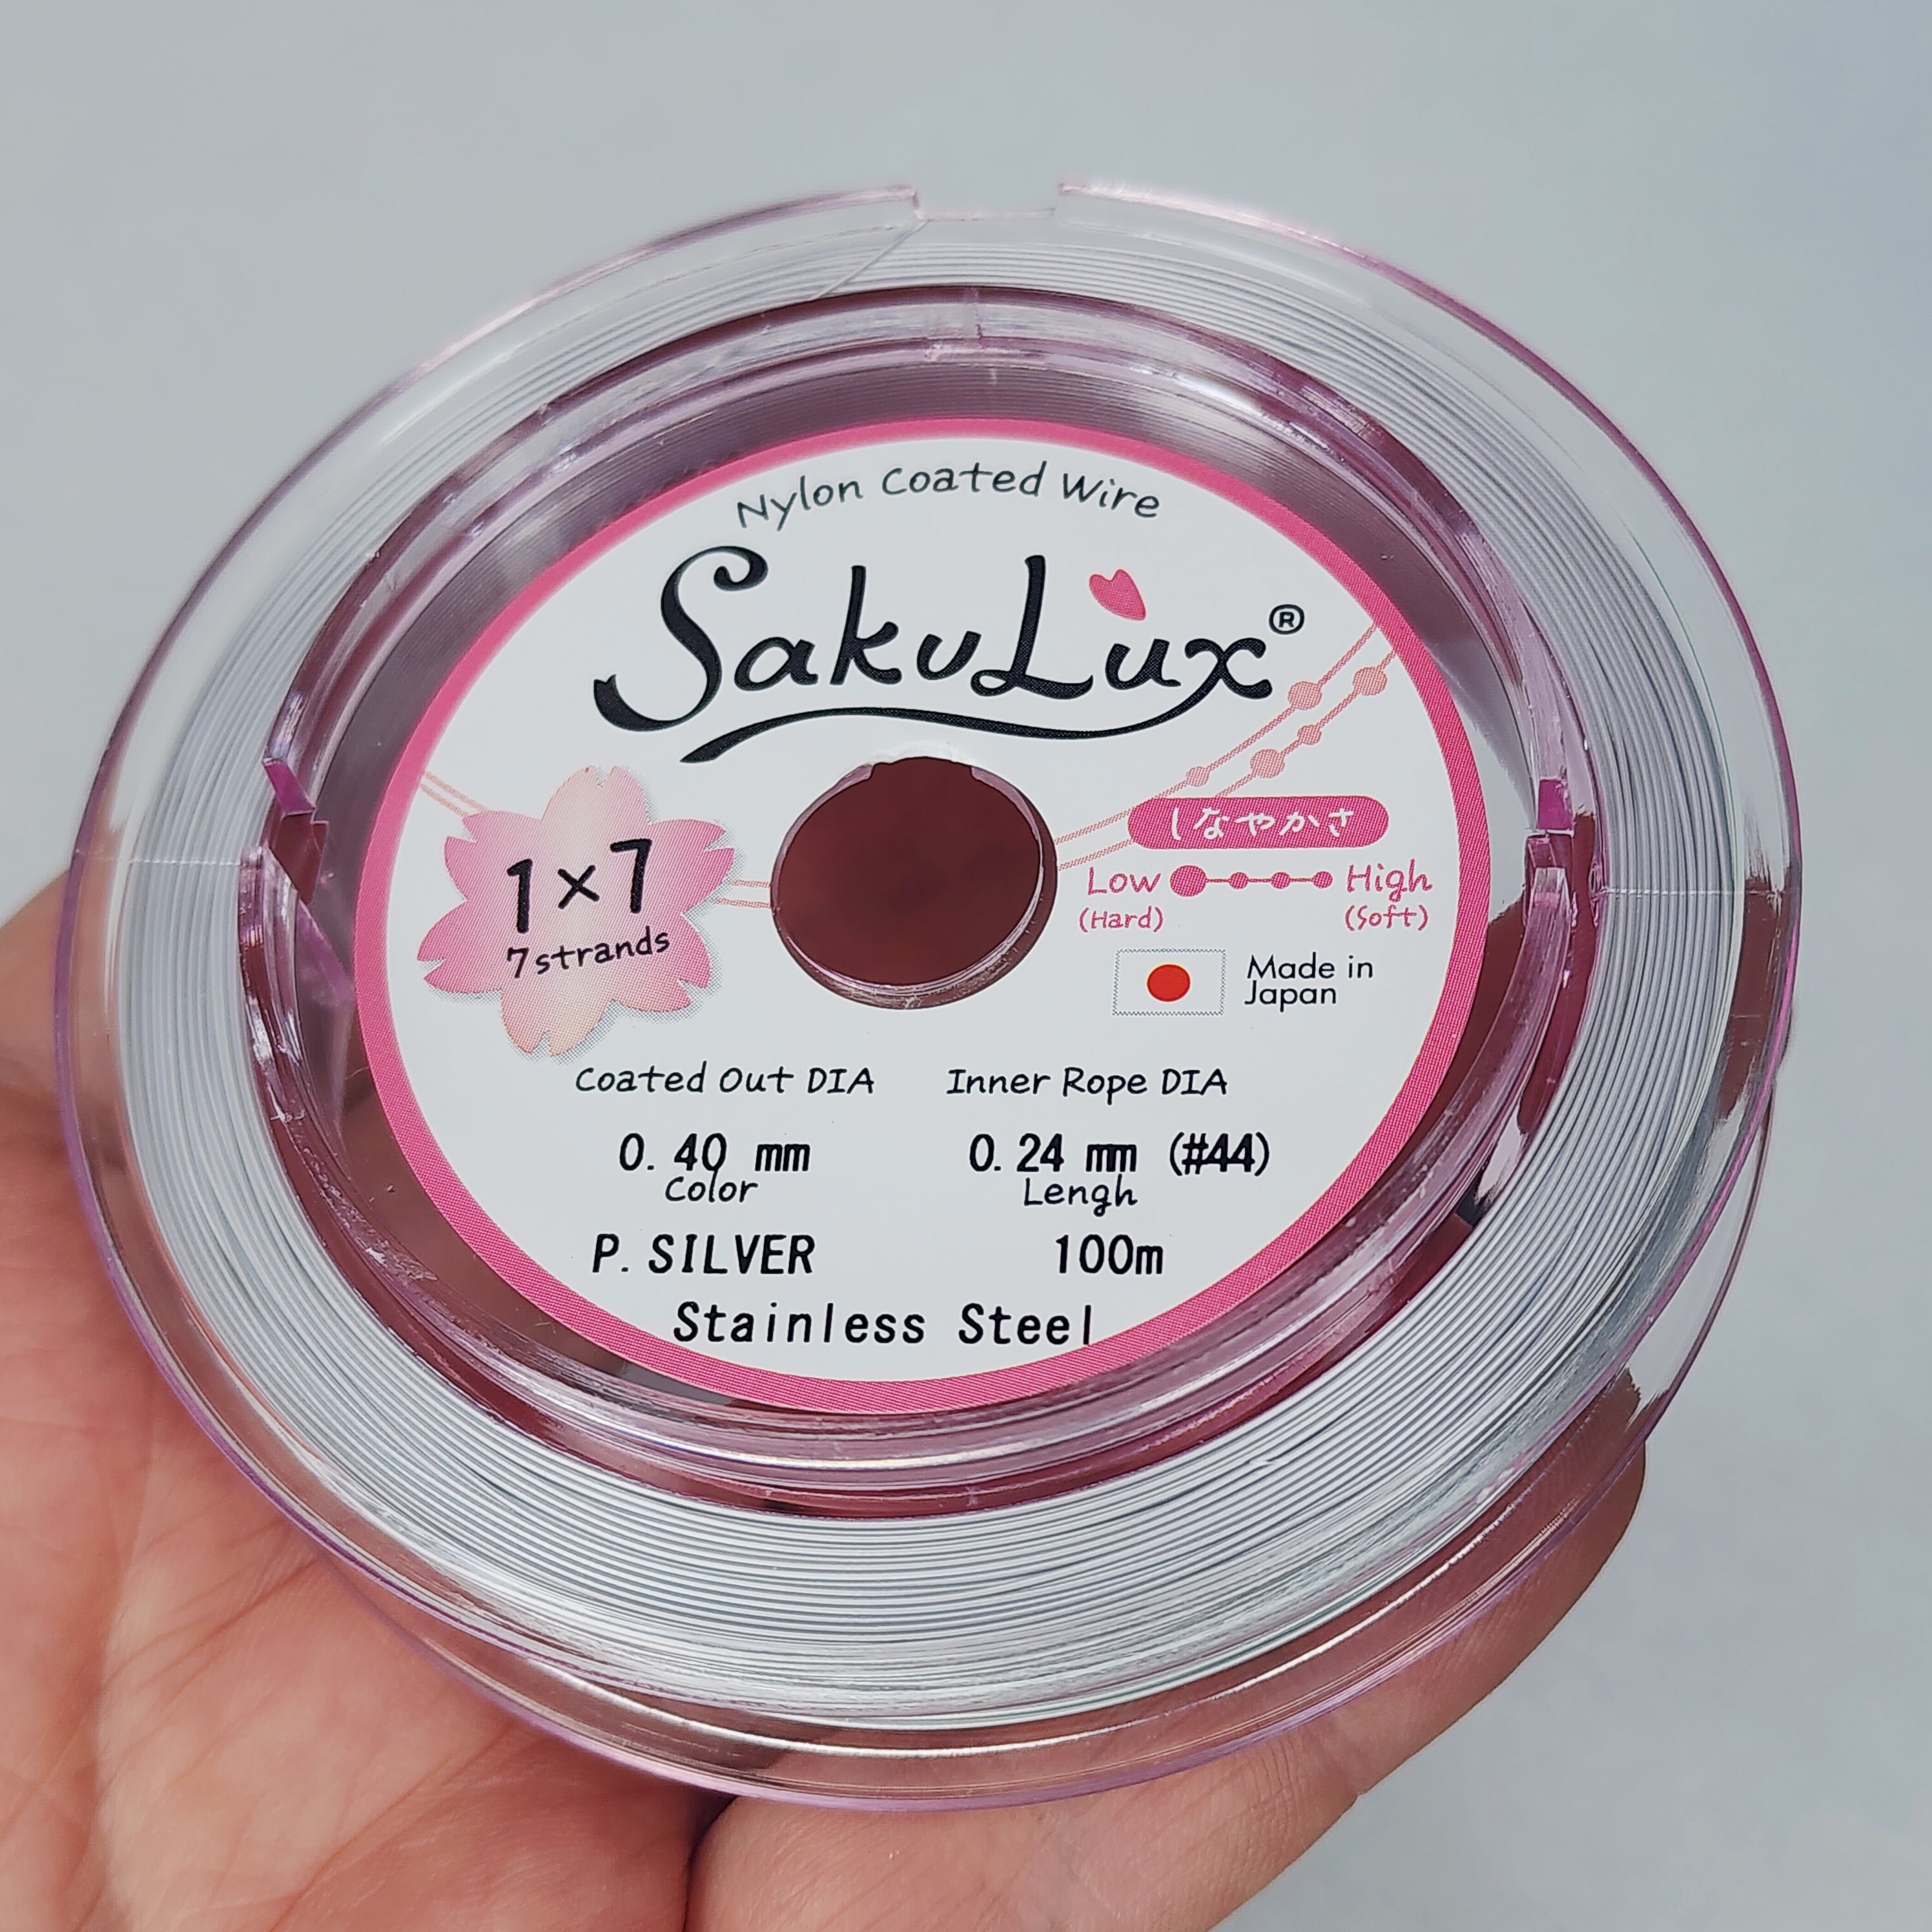 Nylon Coated Wire
SakuLux®
1×7
7strands
しなやかさ
Low High
(Hard) (Soft)
Made in
Japan
Coated Out DIA Inner Rope DIA
0.40 mm 0.24 mm (#44)
Color Lengh
P.SILVER 100m
Stainless Steel